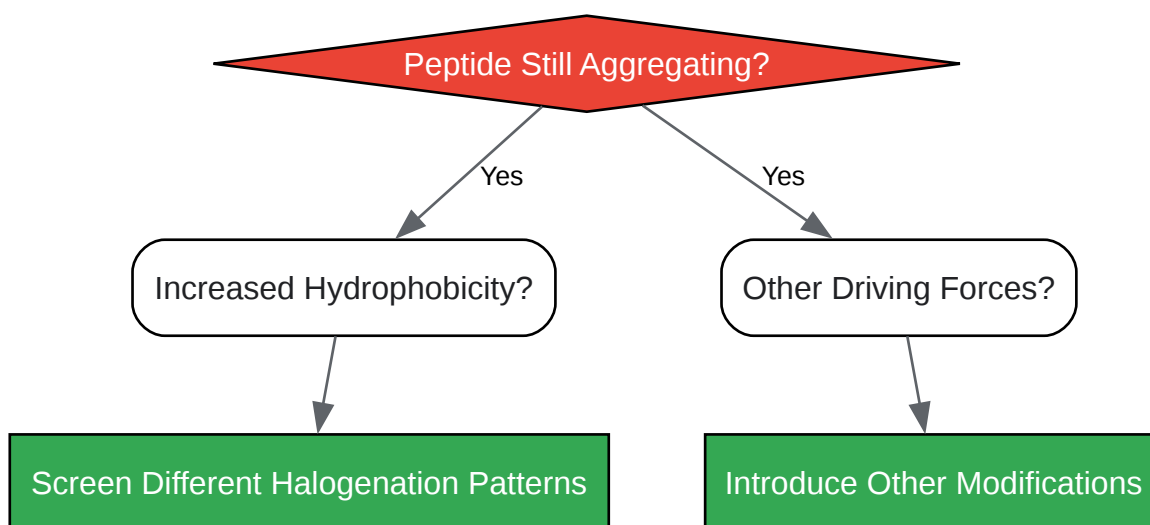 Peptide Still Aggregating?
Yes
Yes
Increased Hydrophobicity?
Other Driving Forces?
Screen Different Halogenation Patterns
Introduce Other Modifications